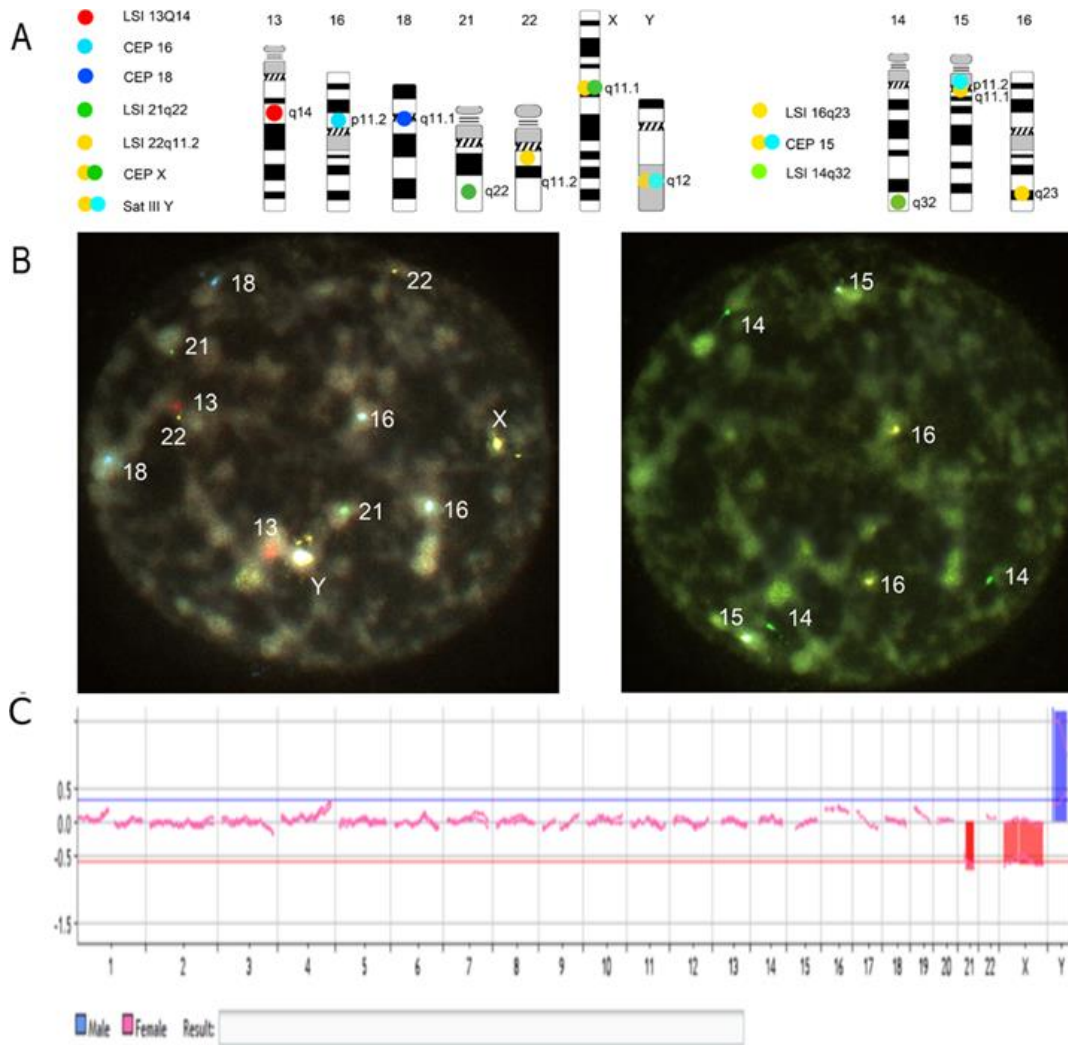 A
LSI 13Q14
CEP 16
CEP 18
LSI 21q22
LSI 22q11.2
CEP X
Sat III Y
13 16 18 21 22 X Y
q14
p11.2
q11.1
q22
q11.2
q11.1
q12
LSI 16q23
CEP 15
LSI 14q32
14 15 16
q32
p11.2
q11.1
q23
B
18
22
21
13
22
16
X
18
21
16
13
Y
15
14
16
16
14
15
14
C
0.5
0.0
-0.5
-1.5
1 2 3 4 5 6 7 8 9 10 11 12 13 14 15 16 17 18 19 20 21 22 X Y
Male Female Result: